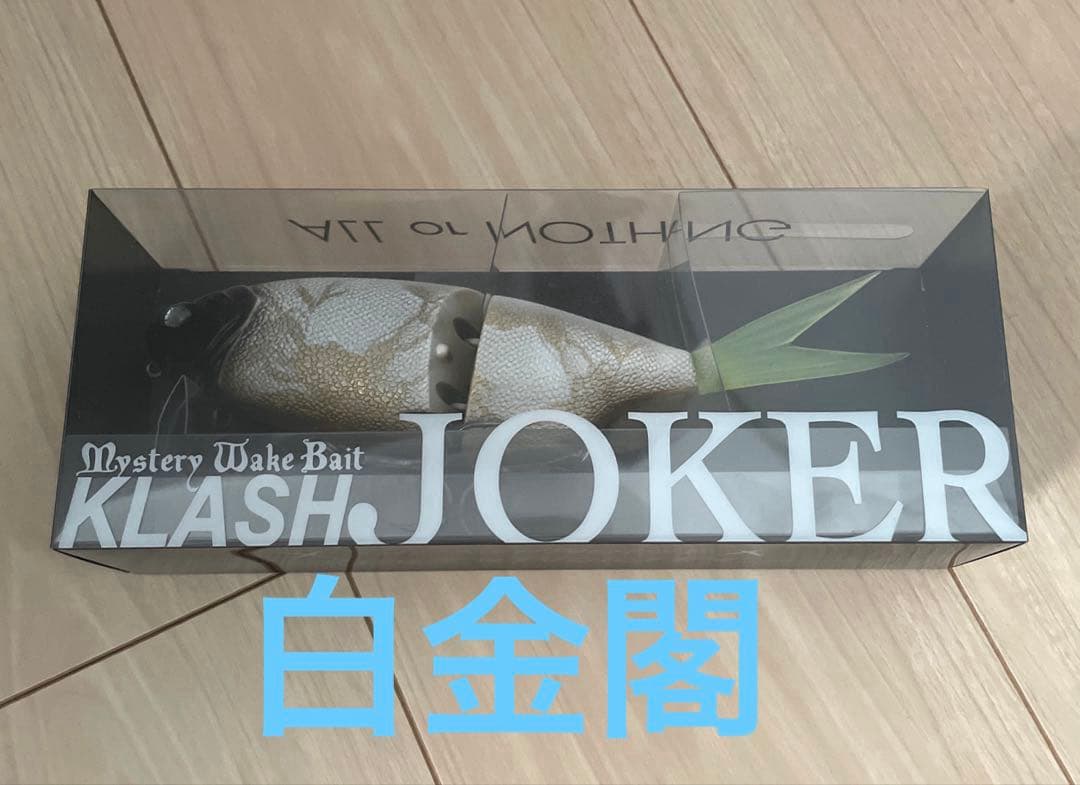 ALL or NOTHING
Mystery Wake Bait
KLASH JOKER
白金閣